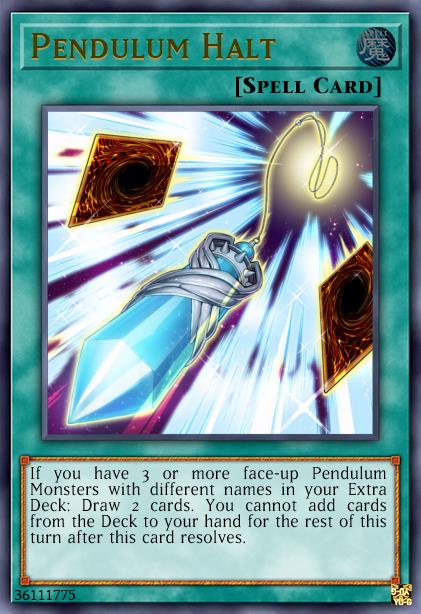 Pendulum Halt
魔
[Spell Card]
If you have 3 or more face-up Pendulum
Monsters with different names in your Extra
Deck: Draw 2 cards. You cannot add cards
from the Deck to your hand for the rest of this
turn after this card resolves.
36111775